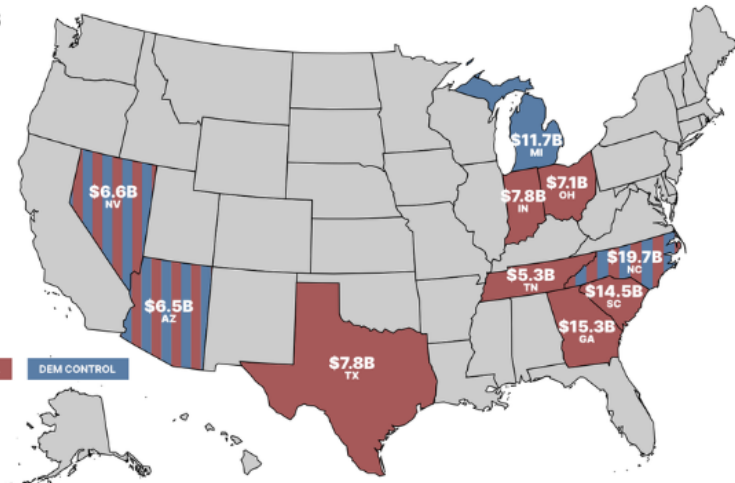 $11.7B
MI
$6.6B
NV
$7.8B
IN
$7.1B
OH
$19.7B
NC
$5.3B
TN
$14.5B
SC
$6.5B
AZ
$15.3B
GA
$7.8B
TX
DEM CONTROL